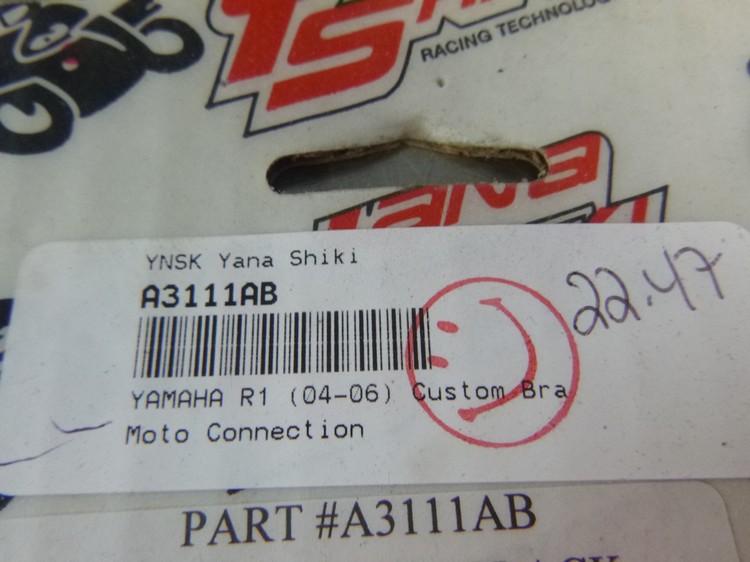 RACING TECHNOLO
YNSK Yana Shiki
A3111AB
22.47
YAMAHA R1 (04-06) Custom Bra
Moto Connection
PART #A3111AB